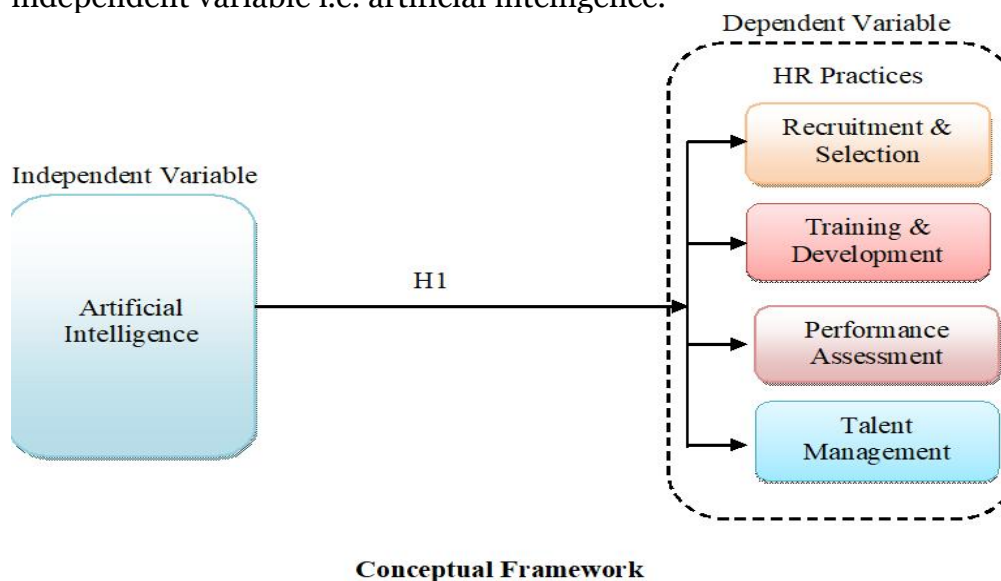 independent variable i.e. artificial intelligence.
Dependent Variable
HR Practices
Recruitment &
Selection
Independent Variable
Training &
Development
H1
Artificial
Intelligence
Performance
Assessment
Talent
Management
Conceptual Framework